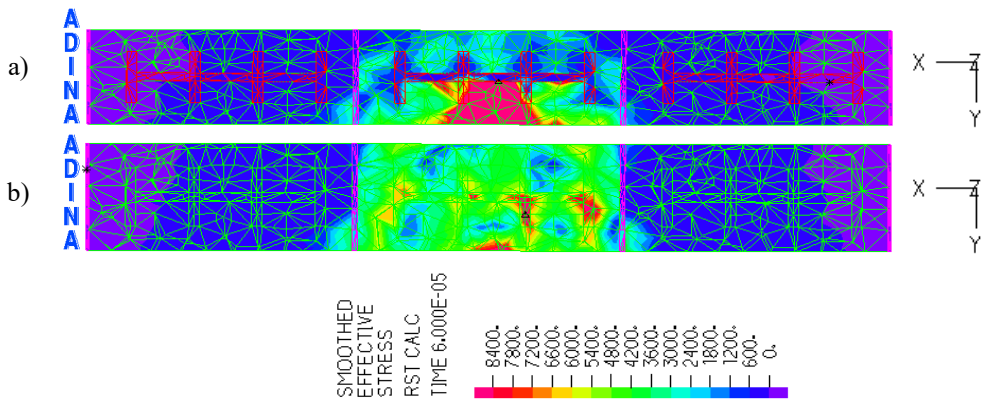 a)
ADINA
X Z
Y
b)
ADINA
X Z
Y
SMOOTHED
EFFECTIVE
STRESS
RST CALC
TIME 6.000E-05
8400.
7800.
7200.
6600.
6000.
5400.
4800.
4200.
3600.
3000.
2400.
1800.
1200.
600.
0.